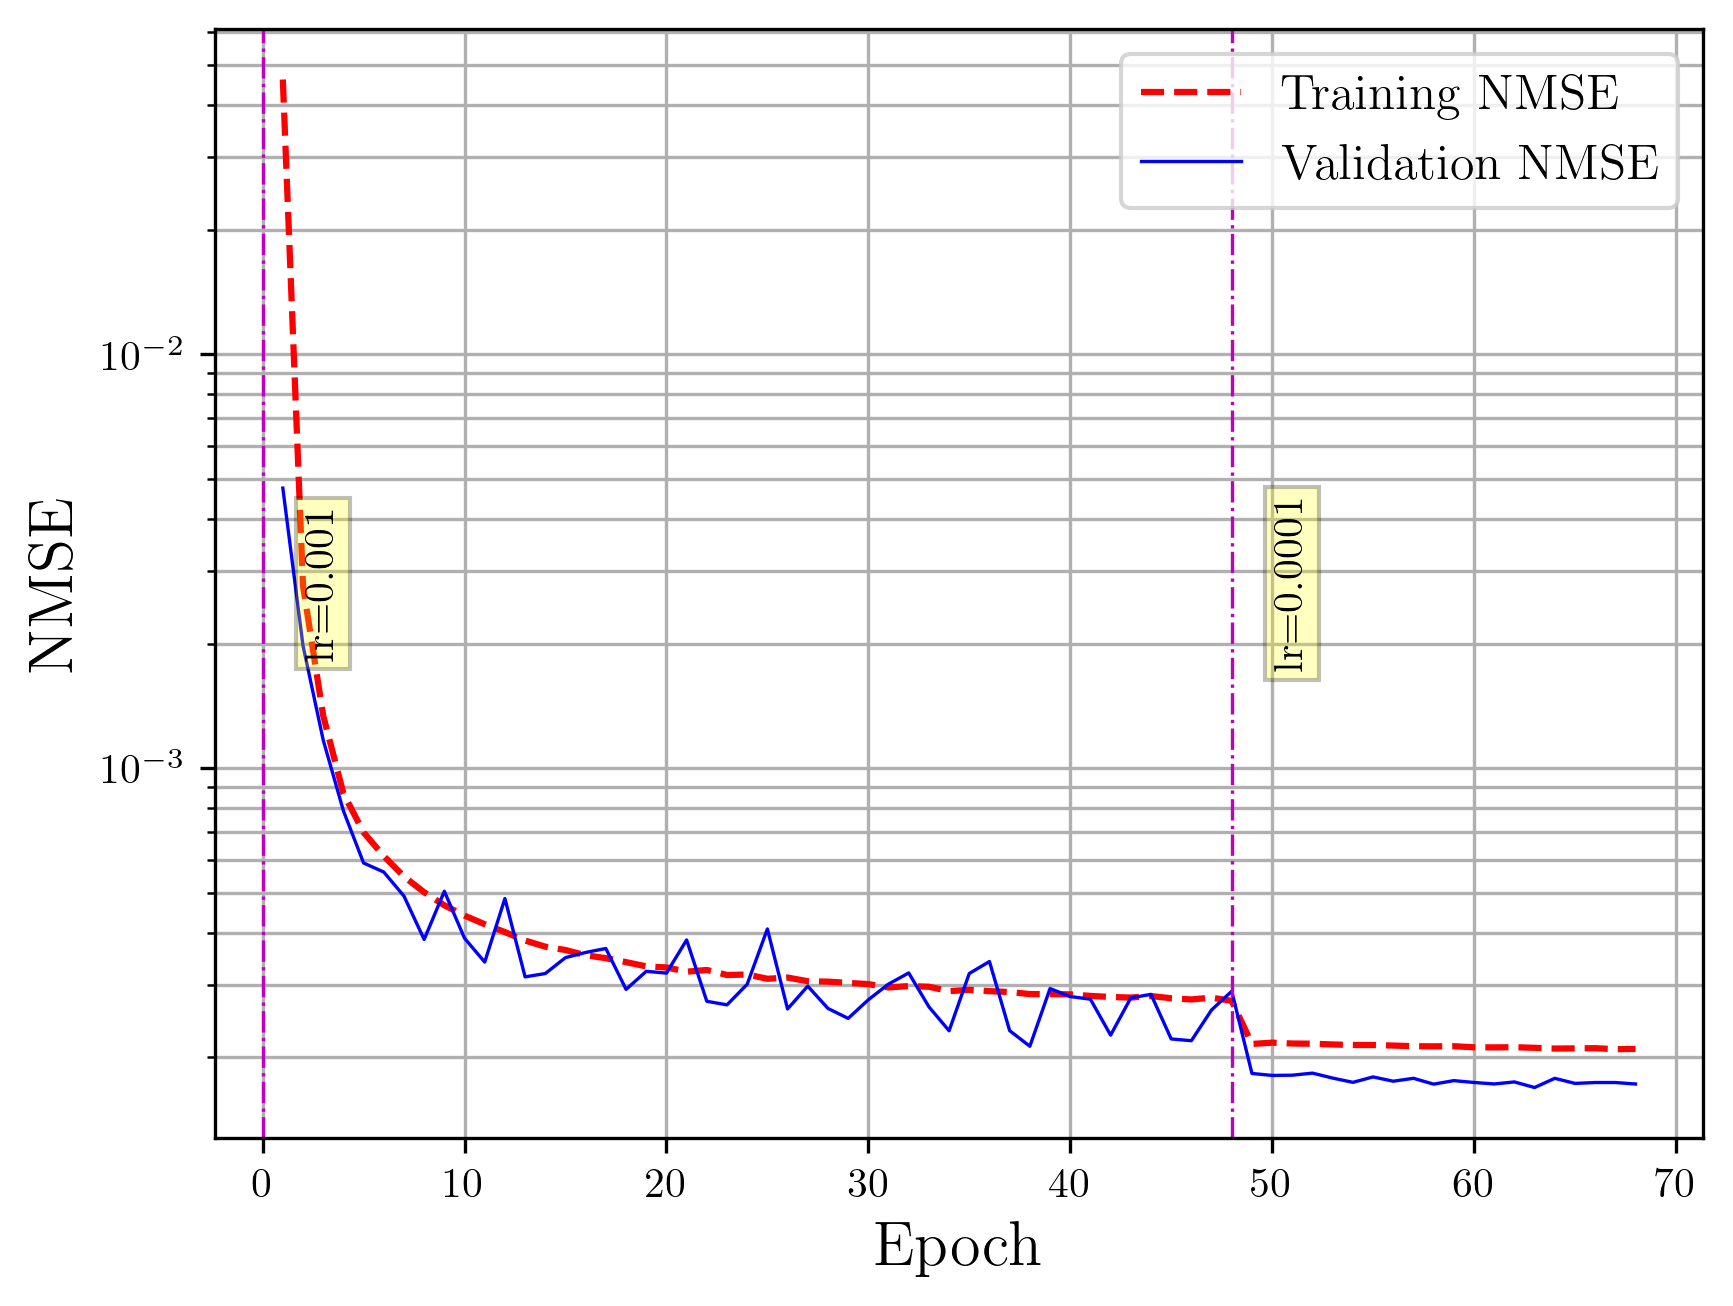 Training NMSE
Validation NMSE
NMSE
10⁻²
10⁻³
lr=0.001
lr=0.0001
0 10 20 30 40 50 60 70
Epoch